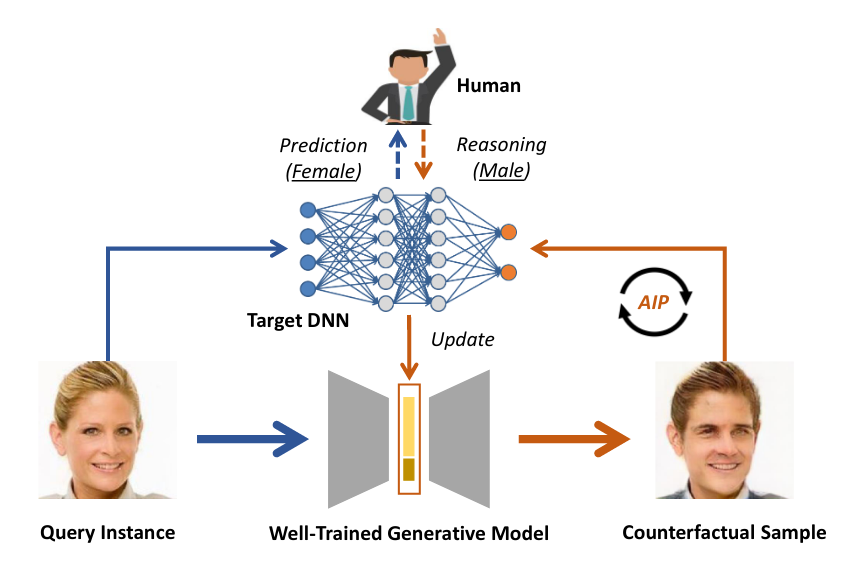 Human
Prediction
(Female)
Reasoning
(Male)
Target DNN
Update
AIP
Query Instance
Well-Trained Generative Model
Counterfactual Sample